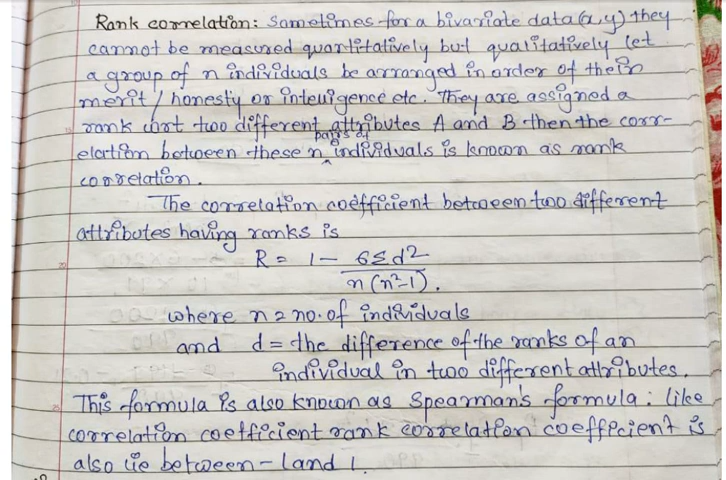 Rank correlation: Sometimes for a bivariate data (x,y) they
cannot be measured quantitatively but qualitatively let
a group of n individuals be arranged in order of their
merit / honesty or intelligence etc. They are assigned a
rank wrt two different attributes A and B then the corr-
elation between these n pairs of individuals is known as rank
correlation.
The correlation coefficient between two different
attributes having ranks is
R = 1 - 6Σd²
n(n²-1).
where n = no. of individuals
and d = the difference of the ranks of an
individual in two different attributes.
This formula is also known as Spearman's formula: like
correlation coefficient rank correlation coefficient is
also lie between -1 and 1.